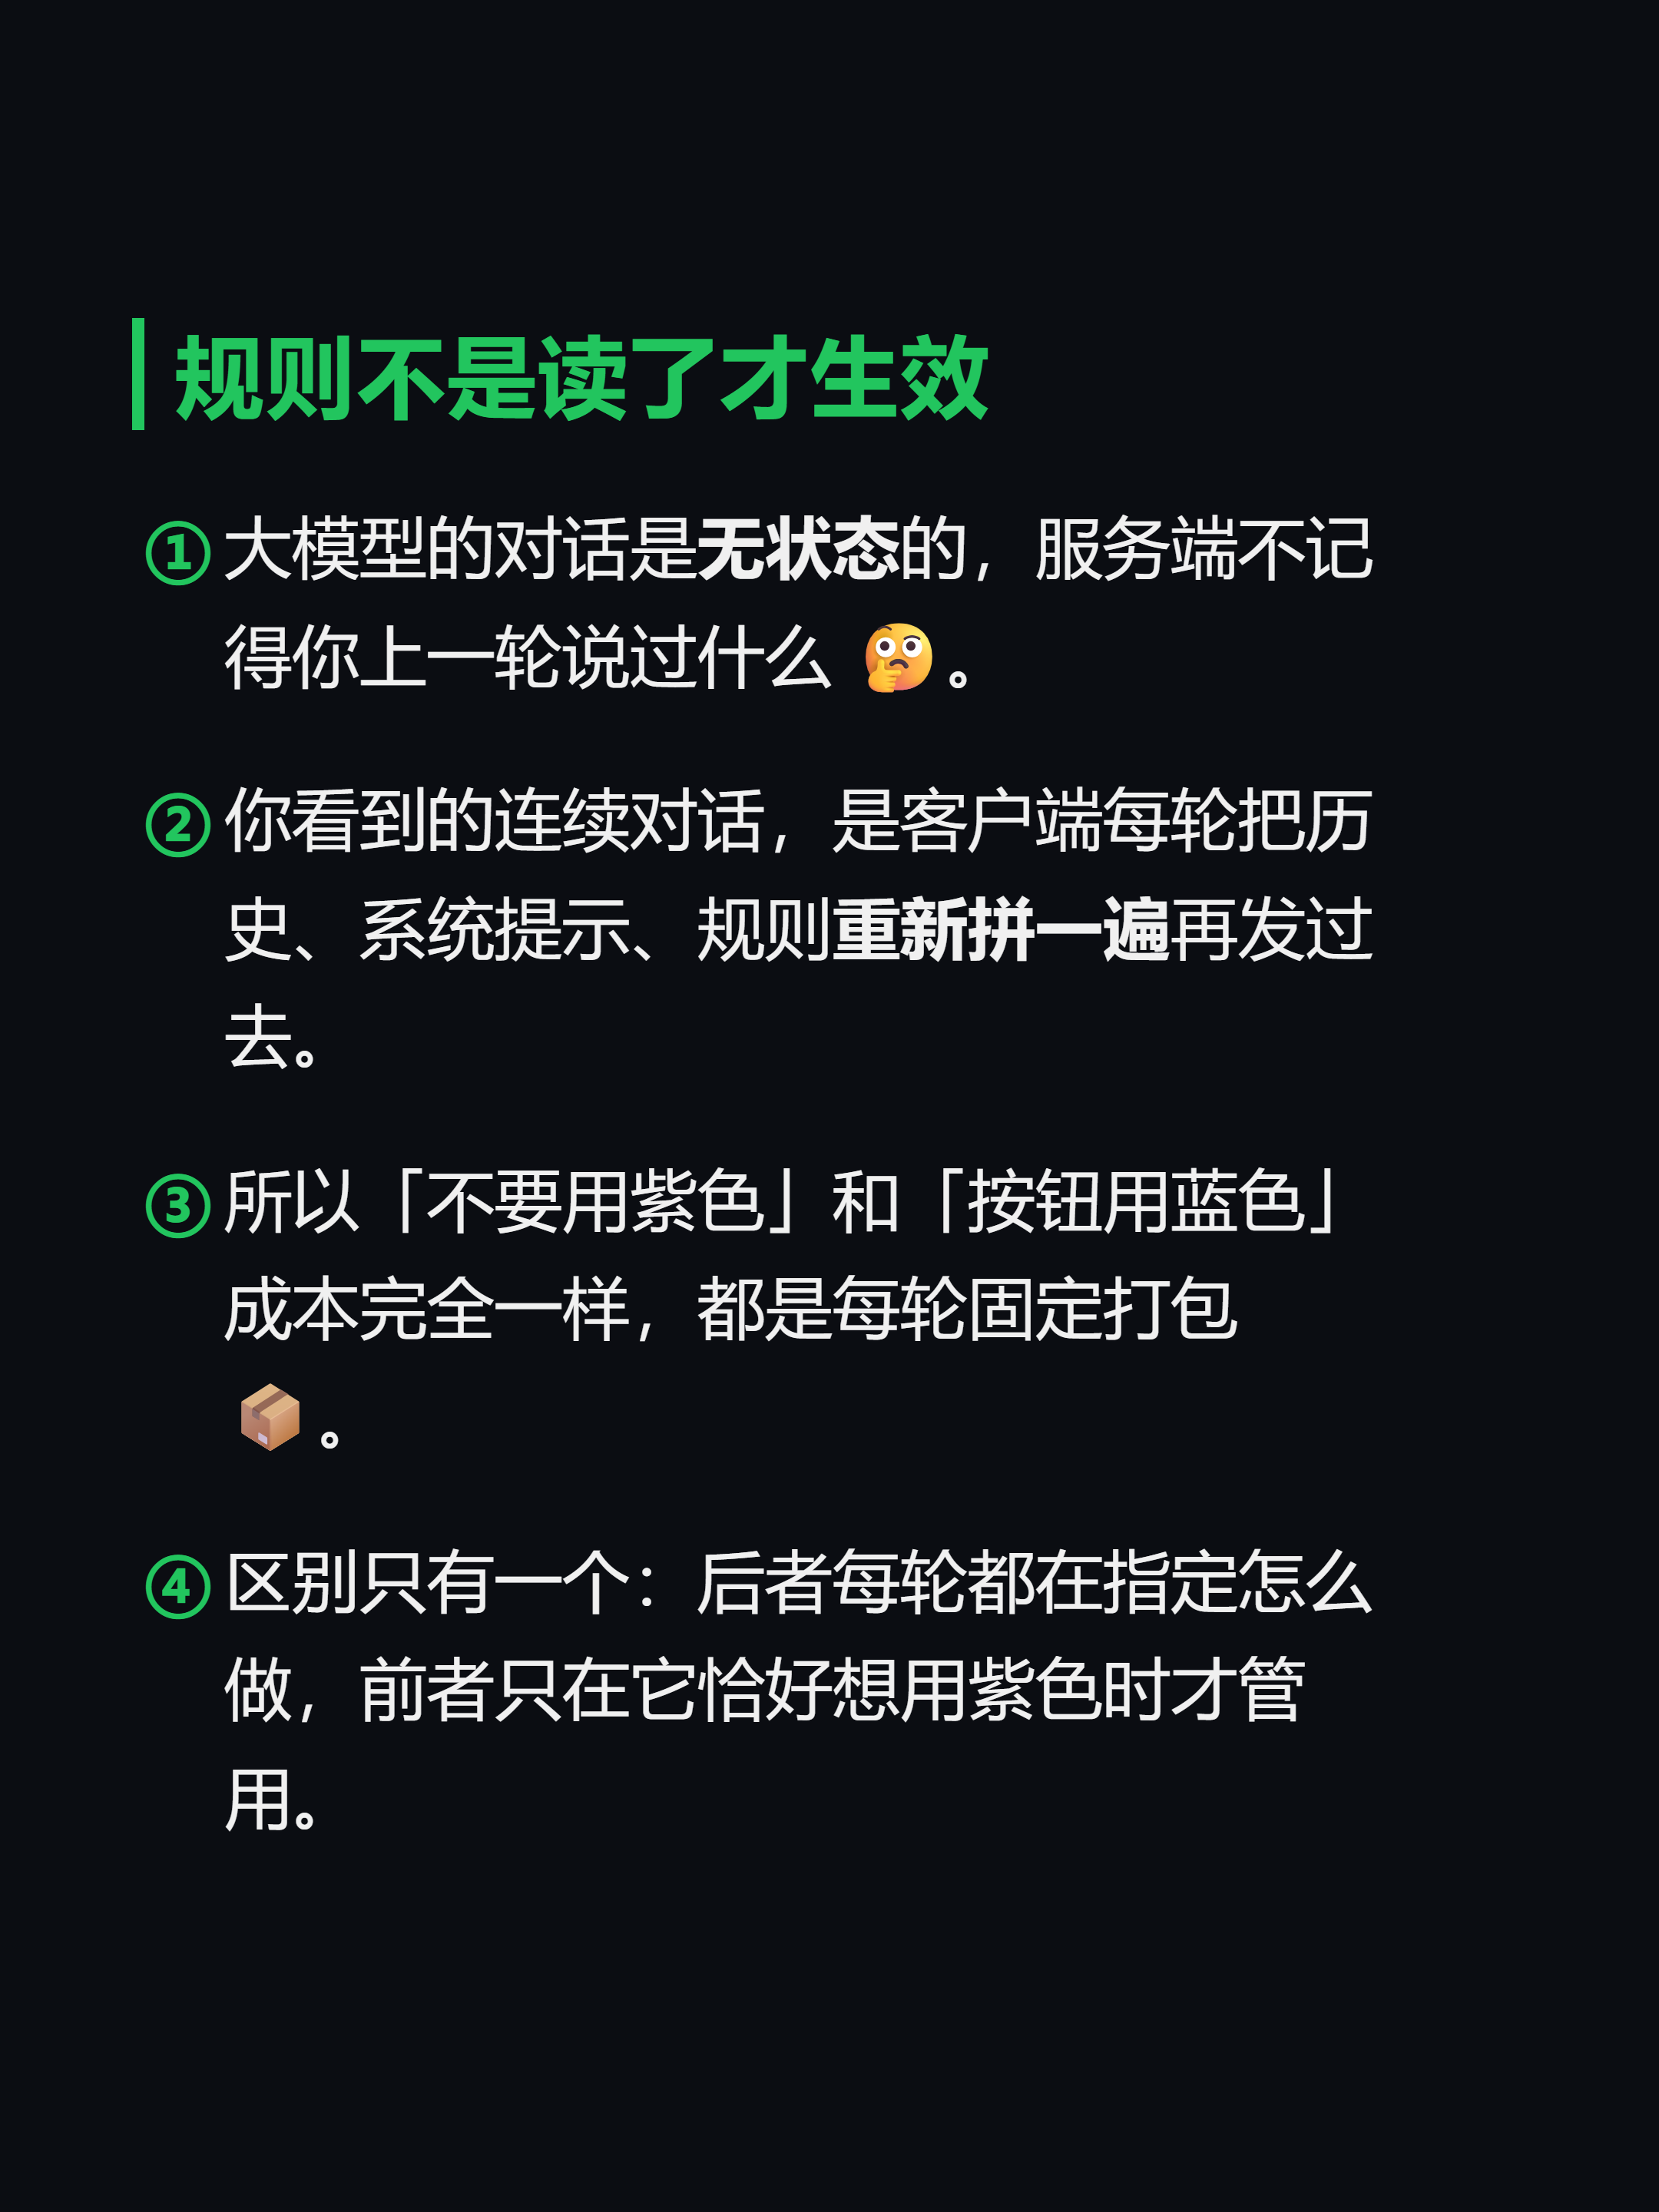 规则不是读了才生效
①大模型的对话是无状态的，服务端不记
得你上一轮说过什么 🤔。
②你看到的连续对话，是客户端每轮把历
史、系统提示、规则重新拼一遍再发过
去。
③所以「不要用紫色」和「按钮用蓝色」
成本完全一样，都是每轮固定打包
📦。
④区别只有一个：后者每轮都在指定怎么
做，前者只在它恰好想用紫色时才管
用。